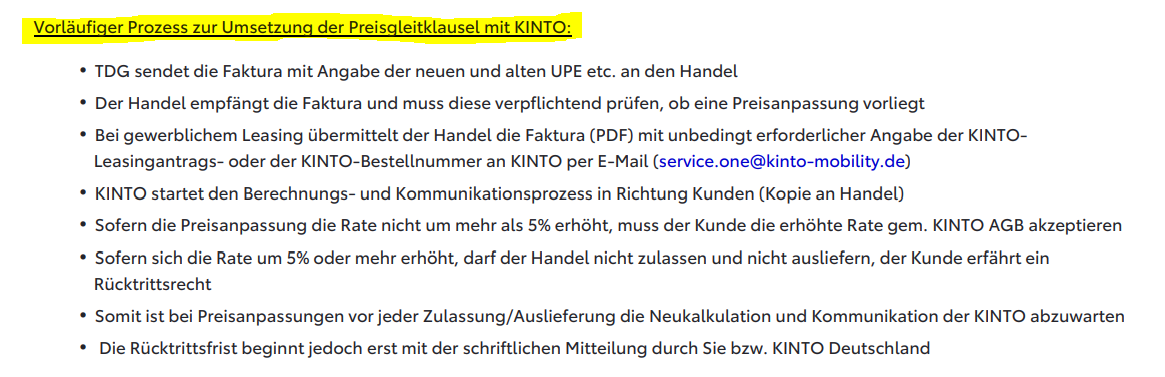 Vorläufiger Prozess zur Umsetzung der Preisgleitklausel mit KINTO:
• TDG sendet die Faktura mit Angabe der neuen und alten UPE etc. an den Handel
• Der Handel empfängt die Faktura und muss diese verpflichtend prüfen, ob eine Preisanpassung vorliegt
• Bei gewerblichem Leasing übermittelt der Handel die Faktura (PDF) mit unbedingt erforderlicher Angabe der KINTO-
Leasingantrags- oder der KINTO-Bestellnummer an KINTO per E-Mail (service.one@kinto-mobility.de)
• KINTO startet den Berechnungs- und Kommunikationsprozess in Richtung Kunden (Kopie an Handel)
• Sofern die Preisanpassung die Rate nicht um mehr als 5% erhöht, muss der Kunde die erhöhte Rate gem. KINTO AGB akzeptieren
• Sofern sich die Rate um 5% oder mehr erhöht, darf der Handel nicht zulassen und nicht ausliefern, der Kunde erfährt ein
Rücktrittsrecht
• Somit ist bei Preisanpassungen vor jeder Zulassung/Auslieferung die Neukalkulation und Kommunikation der KINTO abzuwarten
• Die Rücktrittsfrist beginnt jedoch erst mit der schriftlichen Mitteilung durch Sie bzw. KINTO Deutschland